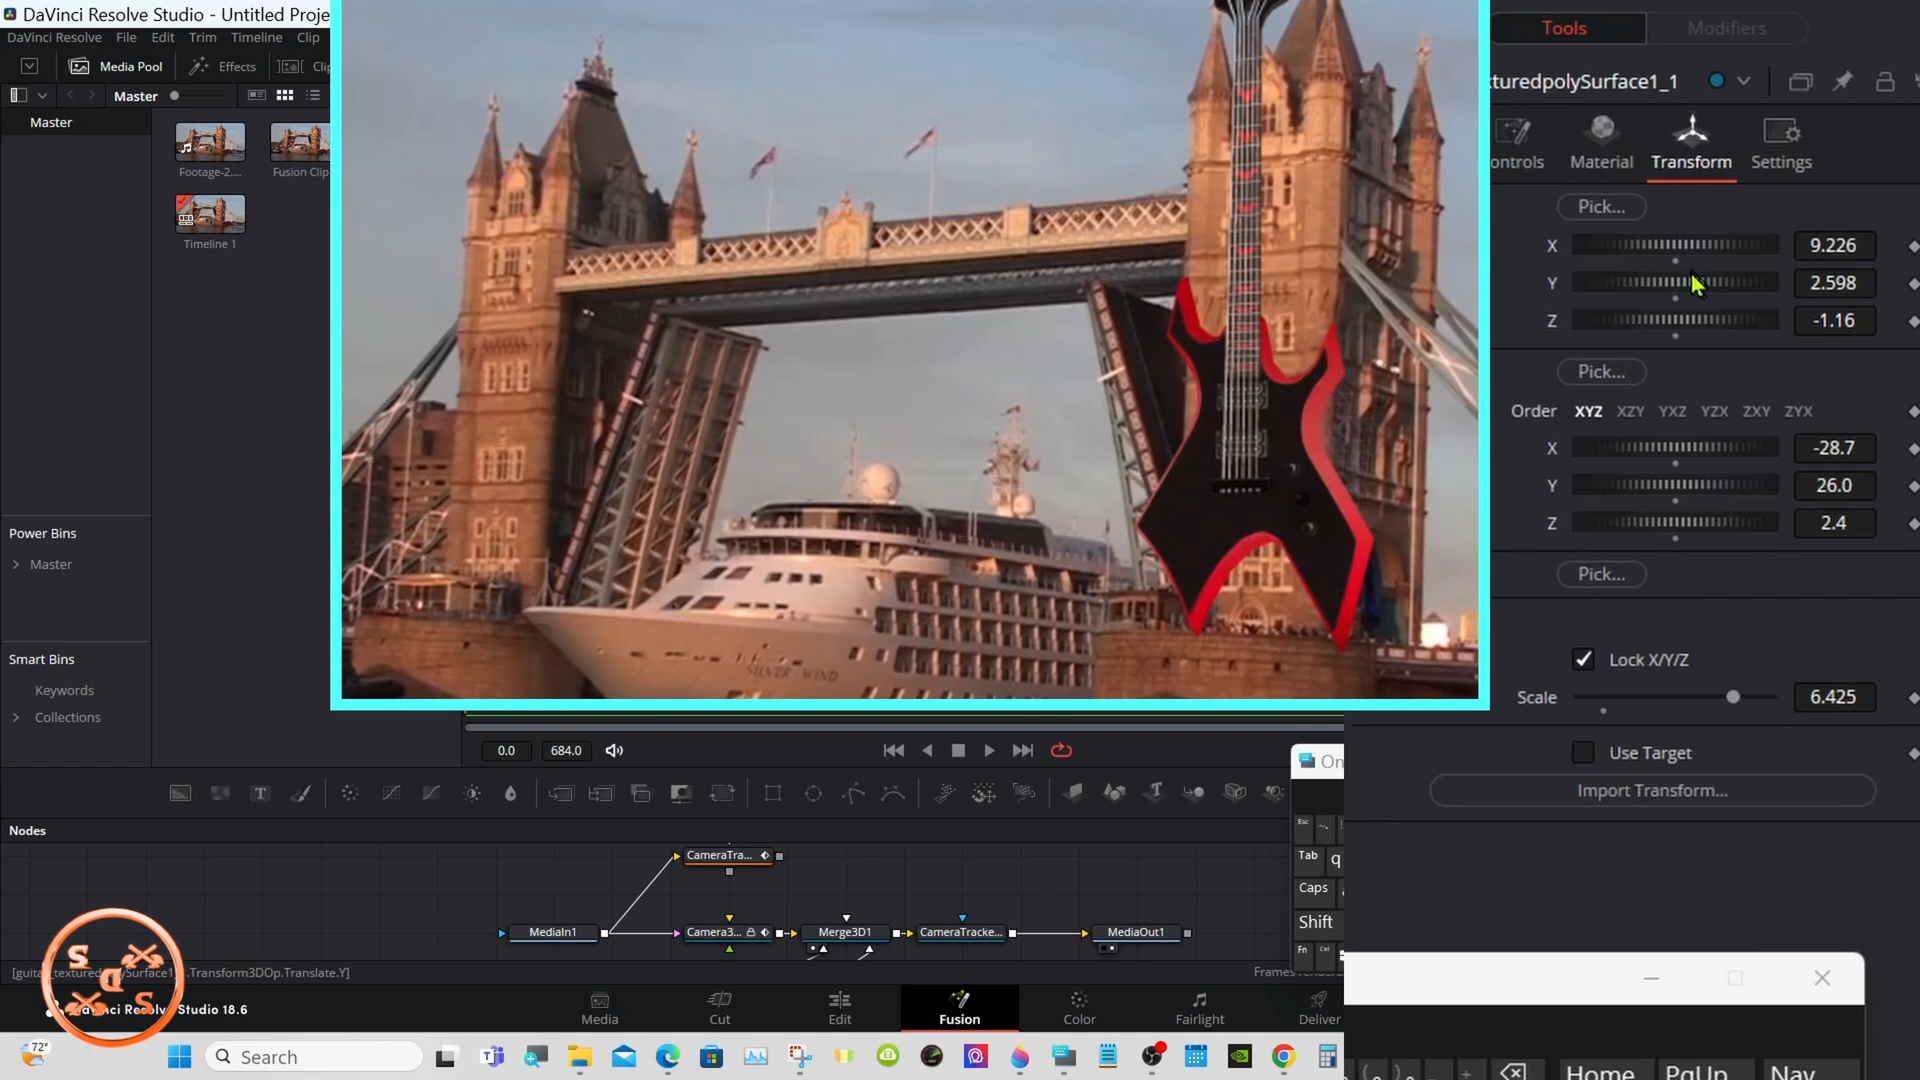 DaVinci Resolve Studio - Untitled Proje
DaVinci Resolve File Edit Trim Timeline Clip
Media Pool Effects Clip
Master
Master
Footage-2....
Fusion Clip
Timeline 1
Power Bins
Master
Smart Bins
Keywords
Collections
SILVER WIND
Tools Modifiers
turedpolySurface1_1
ontrols Material Transform Settings
Pick...
X 9.226
Y 2.598
Z -1.16
Pick...
Order XYZ XZY YXZ YZX ZXY ZYX
X -28.7
Y 26.0
Z 2.4
Pick...
Lock X/Y/Z
Scale 6.425
Use Target
Import Transform...
0.0 684.0
On
Esc
Tab q
Caps
Shift
Fn Ctrl
Nodes
CameraTra...
MediaIn1 Camera3... Merge3D1 CameraTracke... MediaOut1
Surface1_1.Transform3DOp.Translate.Y]
Frames
S D S
DaVinci Resolve Studio 18.6
Media Cut Edit Fusion Color Fairlight Deliver
72°
Search
Home PgUp Nav